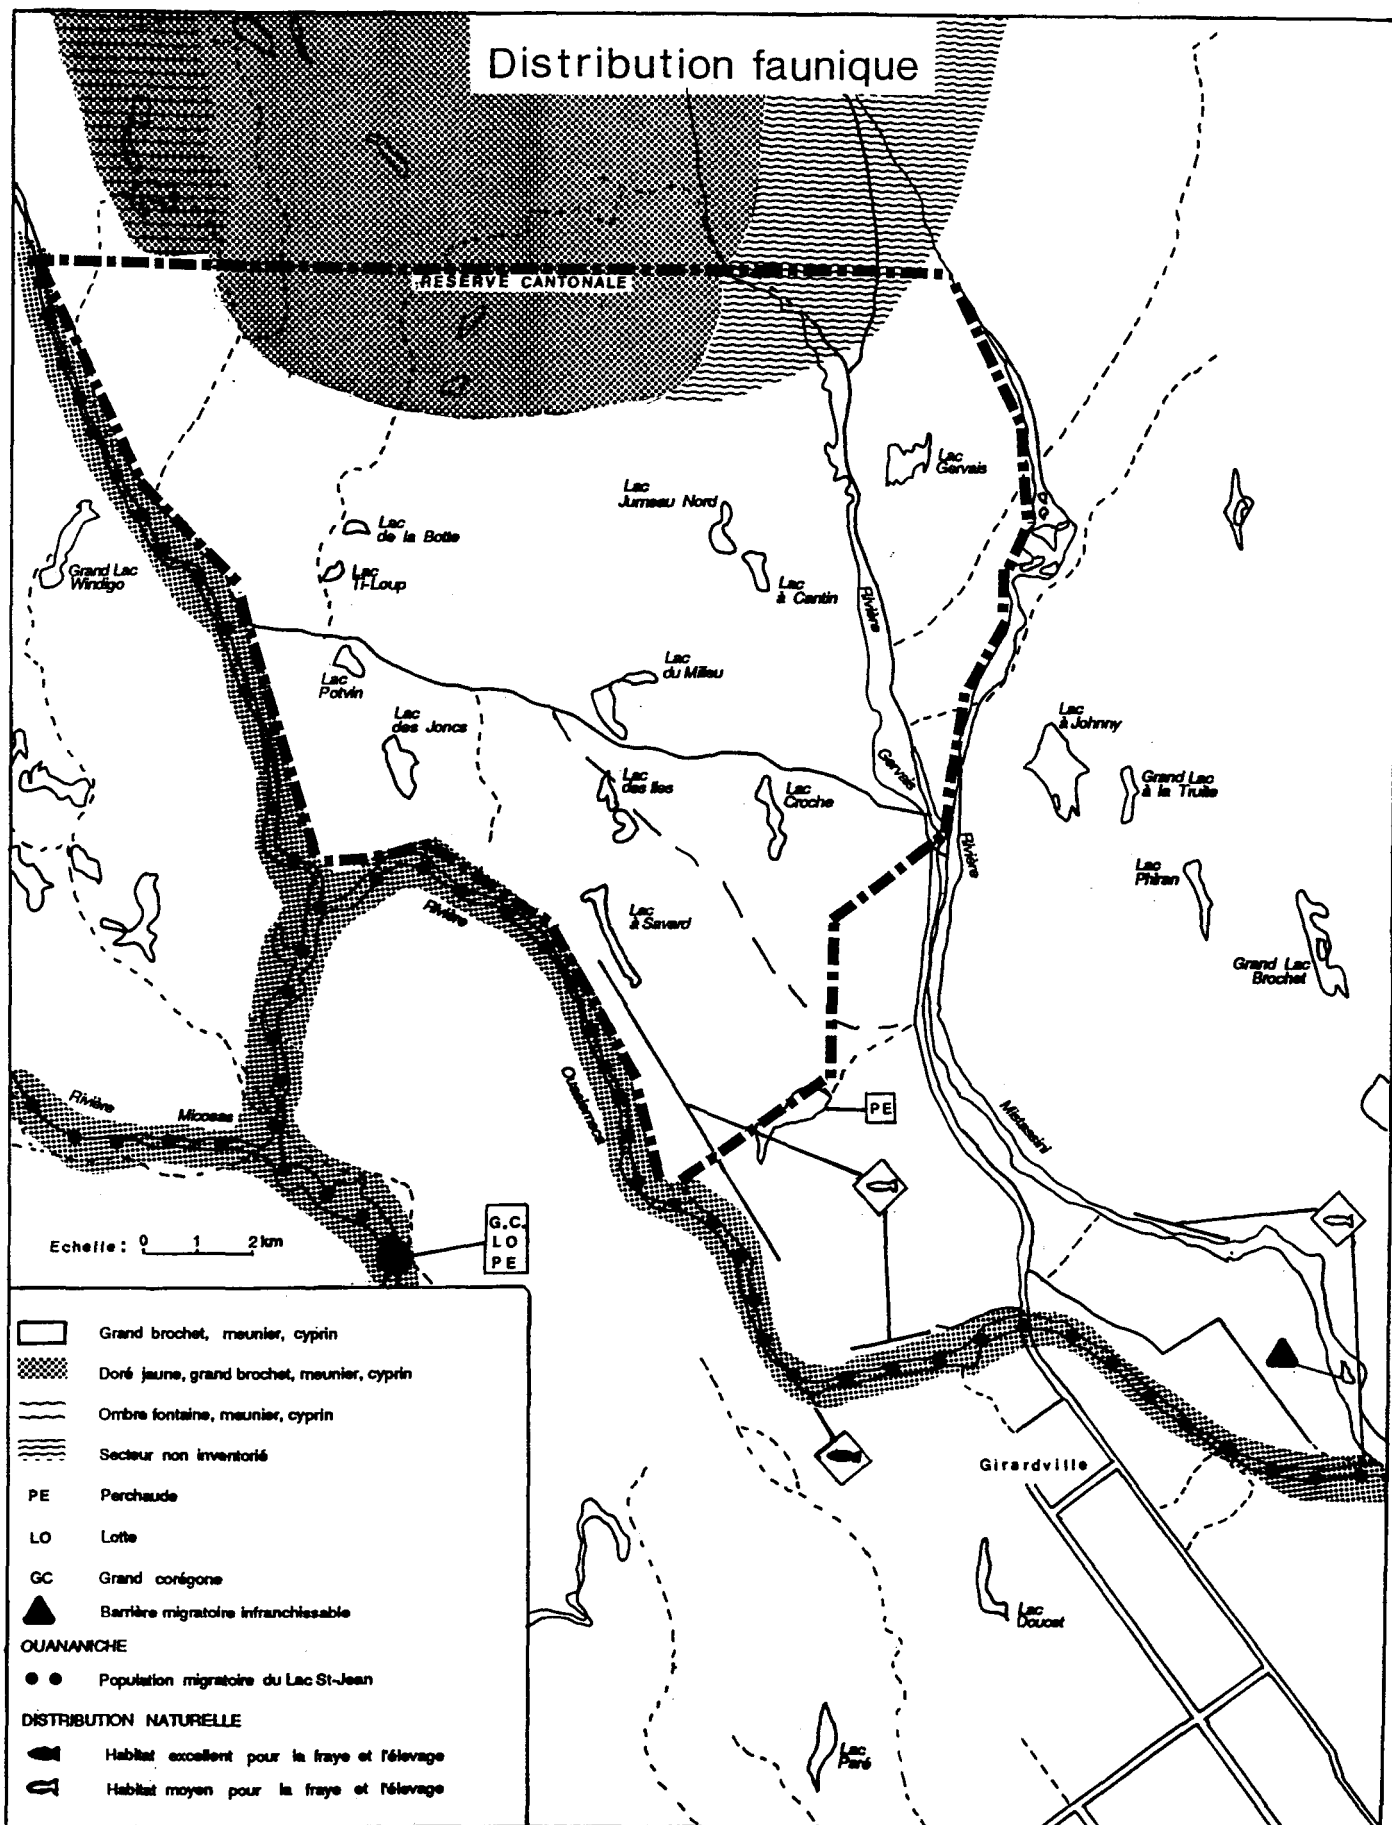 Distribution faunique
RESERVE CANTONALE
Lac
Gervais
Lac
Jumeau Nord
Lac
de la Botte
Grand Lac
Windigo
Lac
Ti-Loup
Lac
à Cantin
Rivière
Lac
du Milieu
Lac
Potvin
Lac
des Joncs
Lac
à Johnny
Gervais
Lac
des Iles
Lac
Croche
Grand Lac
à la Truite
Rivière
Lac
Phiran
Rivière
Lac
à Savard
Grand Lac
Brochet
Ouasiemsca
Rivière
Micosas
PE
Mistassini
G.C.
LO
PE
Echelle: 0 1 2 km
Grand brochet, meunier, cyprin
Doré jaune, grand brochet, meunier, cyprin
Ombre fontaine, meunier, cyprin
Secteur non inventorié
PE Perchaude
LO Lotte
GC Grand corégone
Barrière migratoire infranchissable
OUANANICHE
Population migratoire du Lac St-Jean
DISTRIBUTION NATURELLE
Habitat excellent pour la fraye et l'élevage
Habitat moyen pour la fraye et l'élevage
Girardville
Lac
Doucet
Lac
Paré